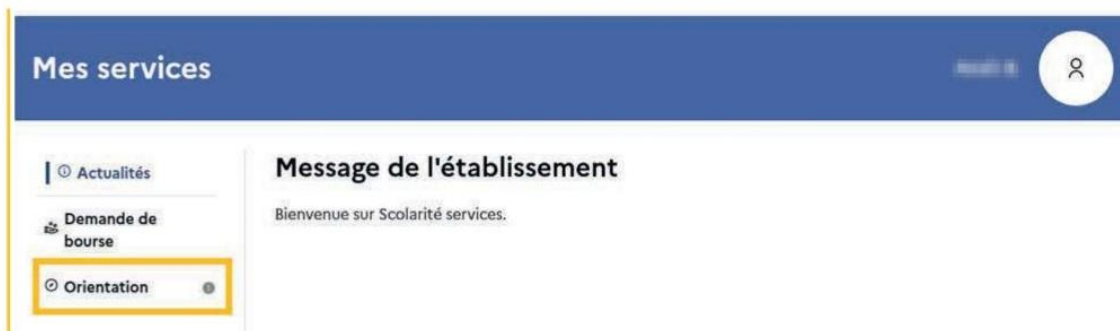 Mes services
Actualités
Demande de
bourse
Orientation
Message de l'établissement
Bienvenue sur Scolarité services.